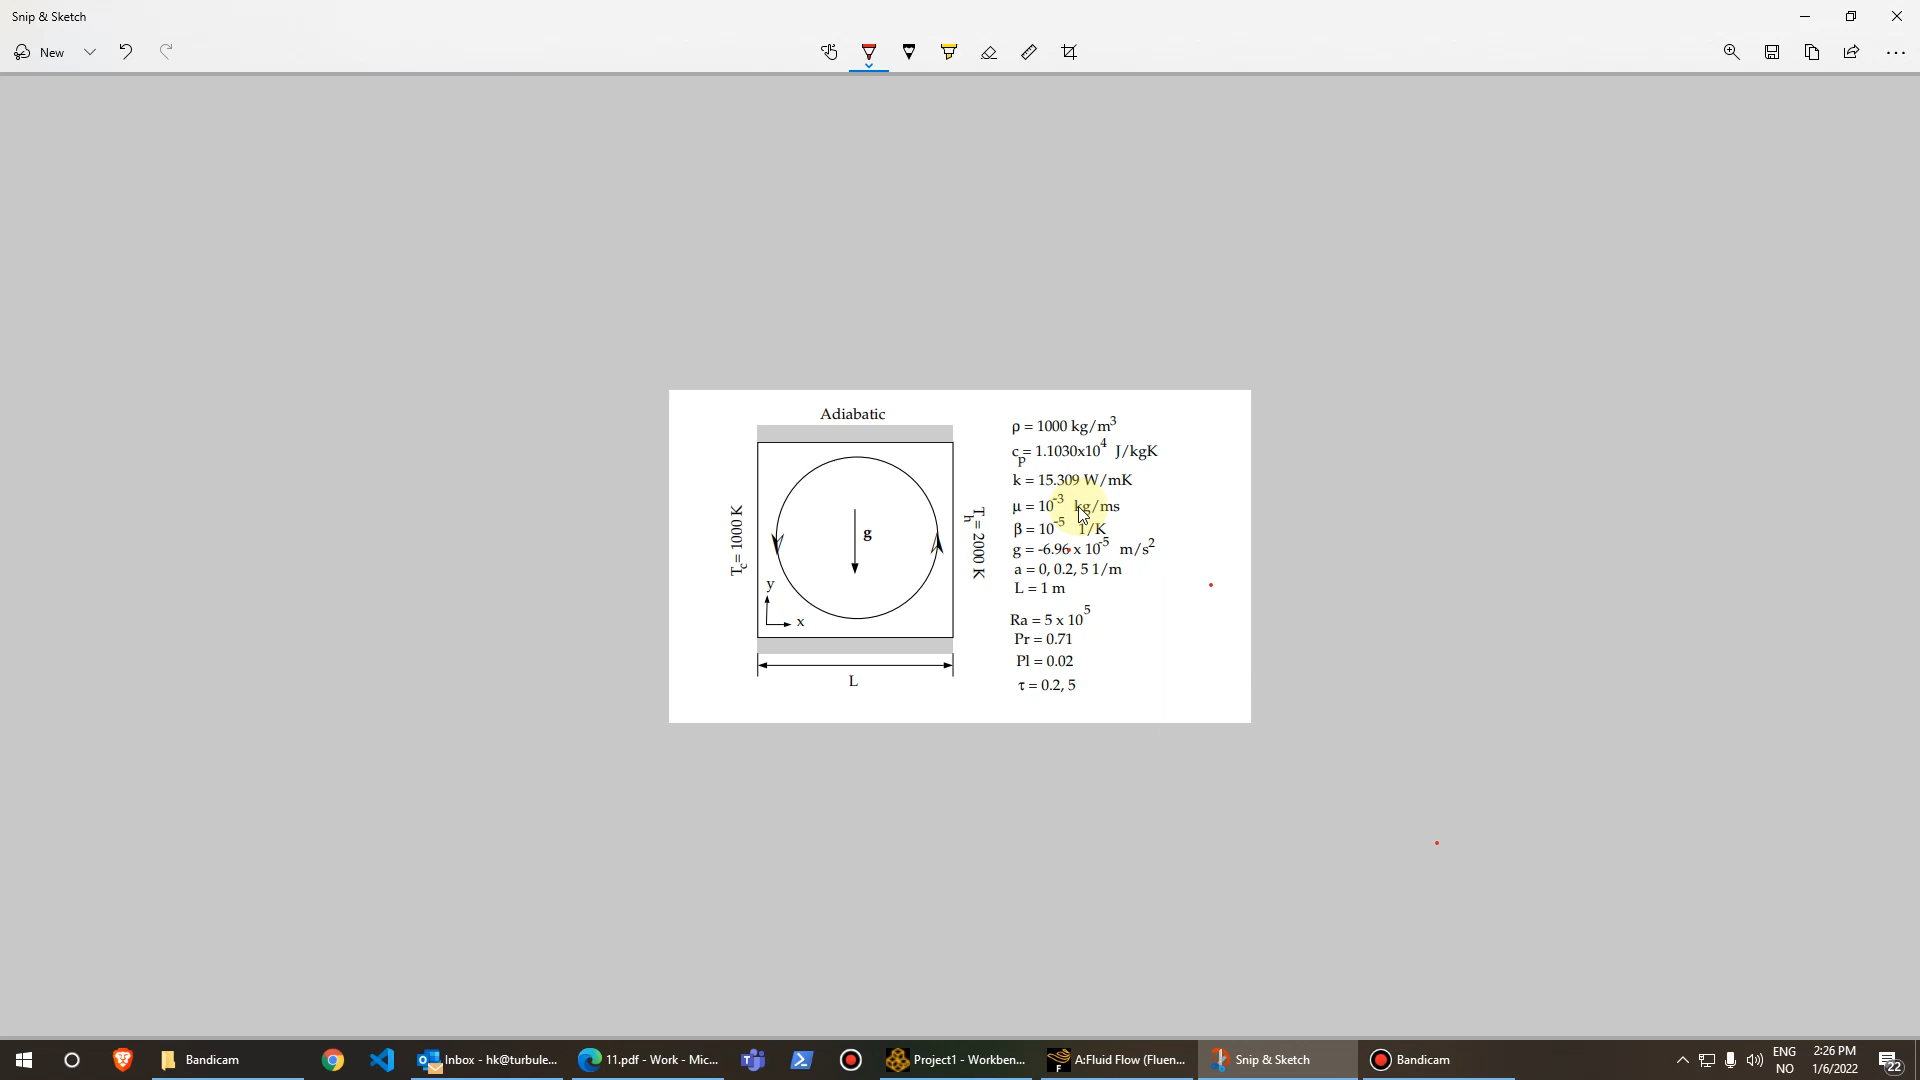 Snip & Sketch
New
Adiabatic
T_c = 1000 K
g
y
x
T_h = 2000 K
L
ρ = 1000 kg/m³
c_p = 1.1030x10⁴ J/kgK
k = 15.309 W/mK
μ = 10⁻³ kg/ms
β = 10⁻⁵ 1/K
g = -6.96 x 10⁻⁵ m/s²
a = 0, 0.2, 5 1/m
L = 1 m
Ra = 5 x 10⁵
Pr = 0.71
Pl = 0.02
τ = 0.2, 5
Bandicam
Inbox - hk@turbule...
11.pdf - Work - Mic...
Project1 - Workben...
F
A:Fluid Flow (Fluen...
Snip & Sketch
Bandicam
ENG
NO
2:26 PM
1/6/2022
22